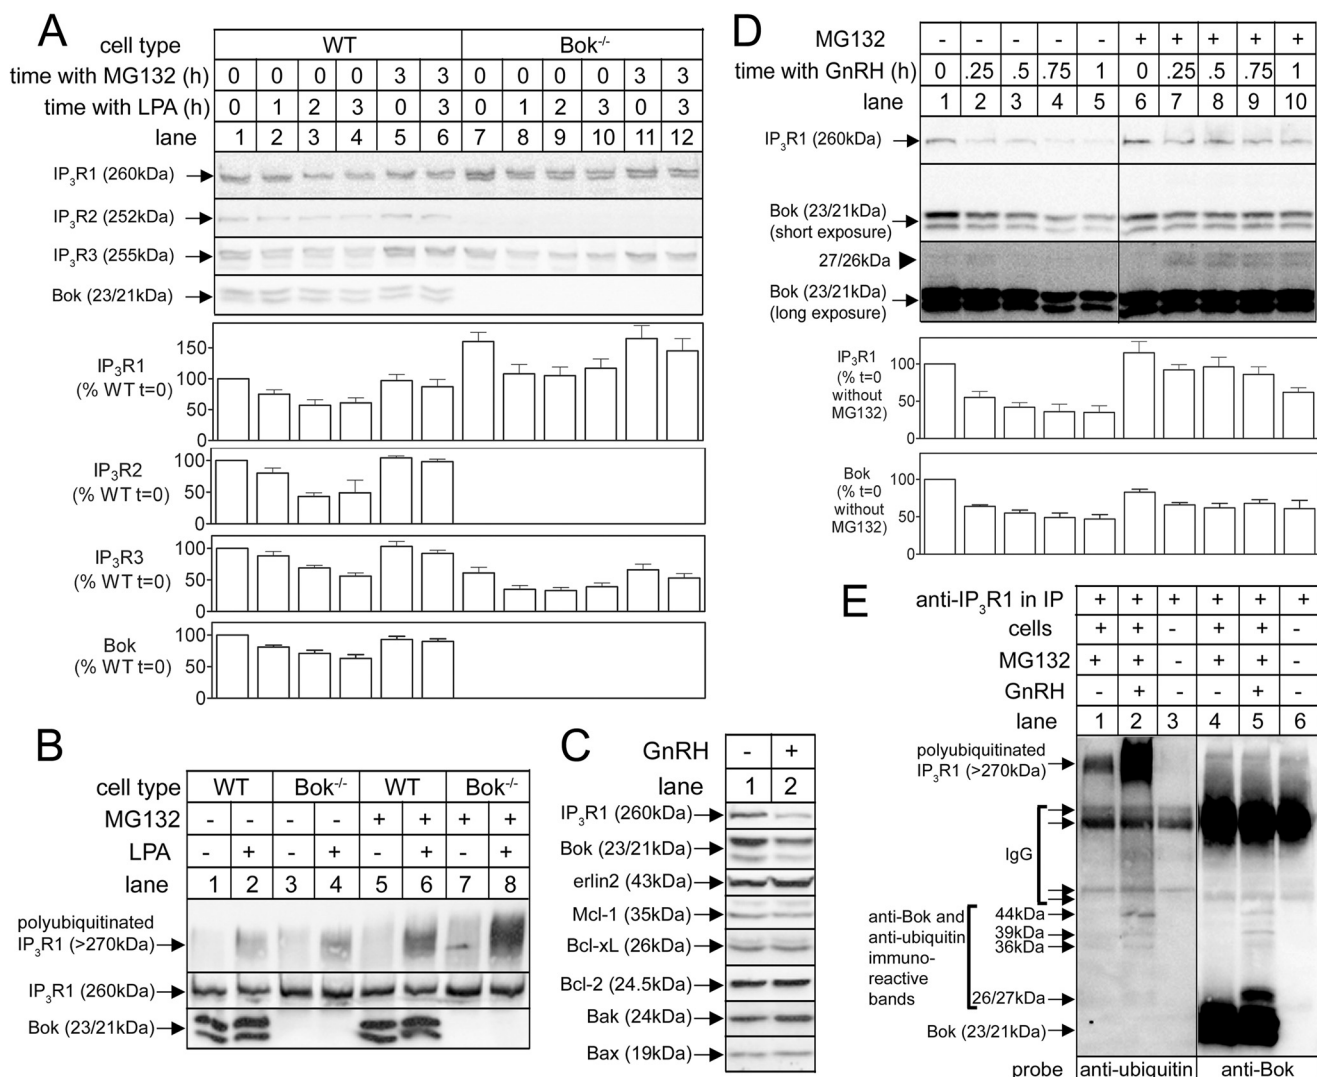 A
cell type WT Bok-/-
time with MG132 (h) 0 0 0 0 3 3 0 0 0 0 3 3
time with LPA (h) 0 1 2 3 0 3 0 1 2 3 0 3
lane 1 2 3 4 5 6 7 8 9 10 11 12
IP3R1 (260kDa)
IP3R2 (252kDa)
IP3R3 (255kDa)
Bok (23/21kDa)
IP3R1
(% WT t=0)
150
100
50
0
IP3R2
(% WT t=0)
100
50
0
IP3R3
(% WT t=0)
100
50
0
Bok
(% WT t=0)
100
50
0
B
cell type WT Bok-/- WT Bok-/-
MG132 - - - - + + + +
LPA - + - + - + - +
lane 1 2 3 4 5 6 7 8
polyubiquitinated
IP3R1 (>270kDa)
IP3R1 (260kDa)
Bok (23/21kDa)
C
GnRH - +
lane 1 2
IP3R1 (260kDa)
Bok (23/21kDa)
erlin2 (43kDa)
Mcl-1 (35kDa)
Bcl-xL (26kDa)
Bcl-2 (24.5kDa)
Bak (24kDa)
Bax (19kDa)
D
MG132 - - - - - + + + + +
time with GnRH (h) 0 .25 .5 .75 1 0 .25 .5 .75 1
lane 1 2 3 4 5 6 7 8 9 10
IP3R1 (260kDa)
Bok (23/21kDa)
(short exposure)
27/26kDa
Bok (23/21kDa)
(long exposure)
IP3R1
(% t=0
without
MG132)
100
50
0
Bok
(% t=0
without
MG132)
100
50
0
E
anti-IP3R1 in IP + + + + + +
cells + + - + + -
MG132 + + - + + -
GnRH - + - - + -
lane 1 2 3 4 5 6
polyubiquitinated
IP3R1 (>270kDa)
IgG
anti-Bok and
anti-ubiquitin
immuno-
reactive
bands
44kDa
39kDa
36kDa
26/27kDa
Bok (23/21kDa)
probe anti-ubiquitin anti-Bok